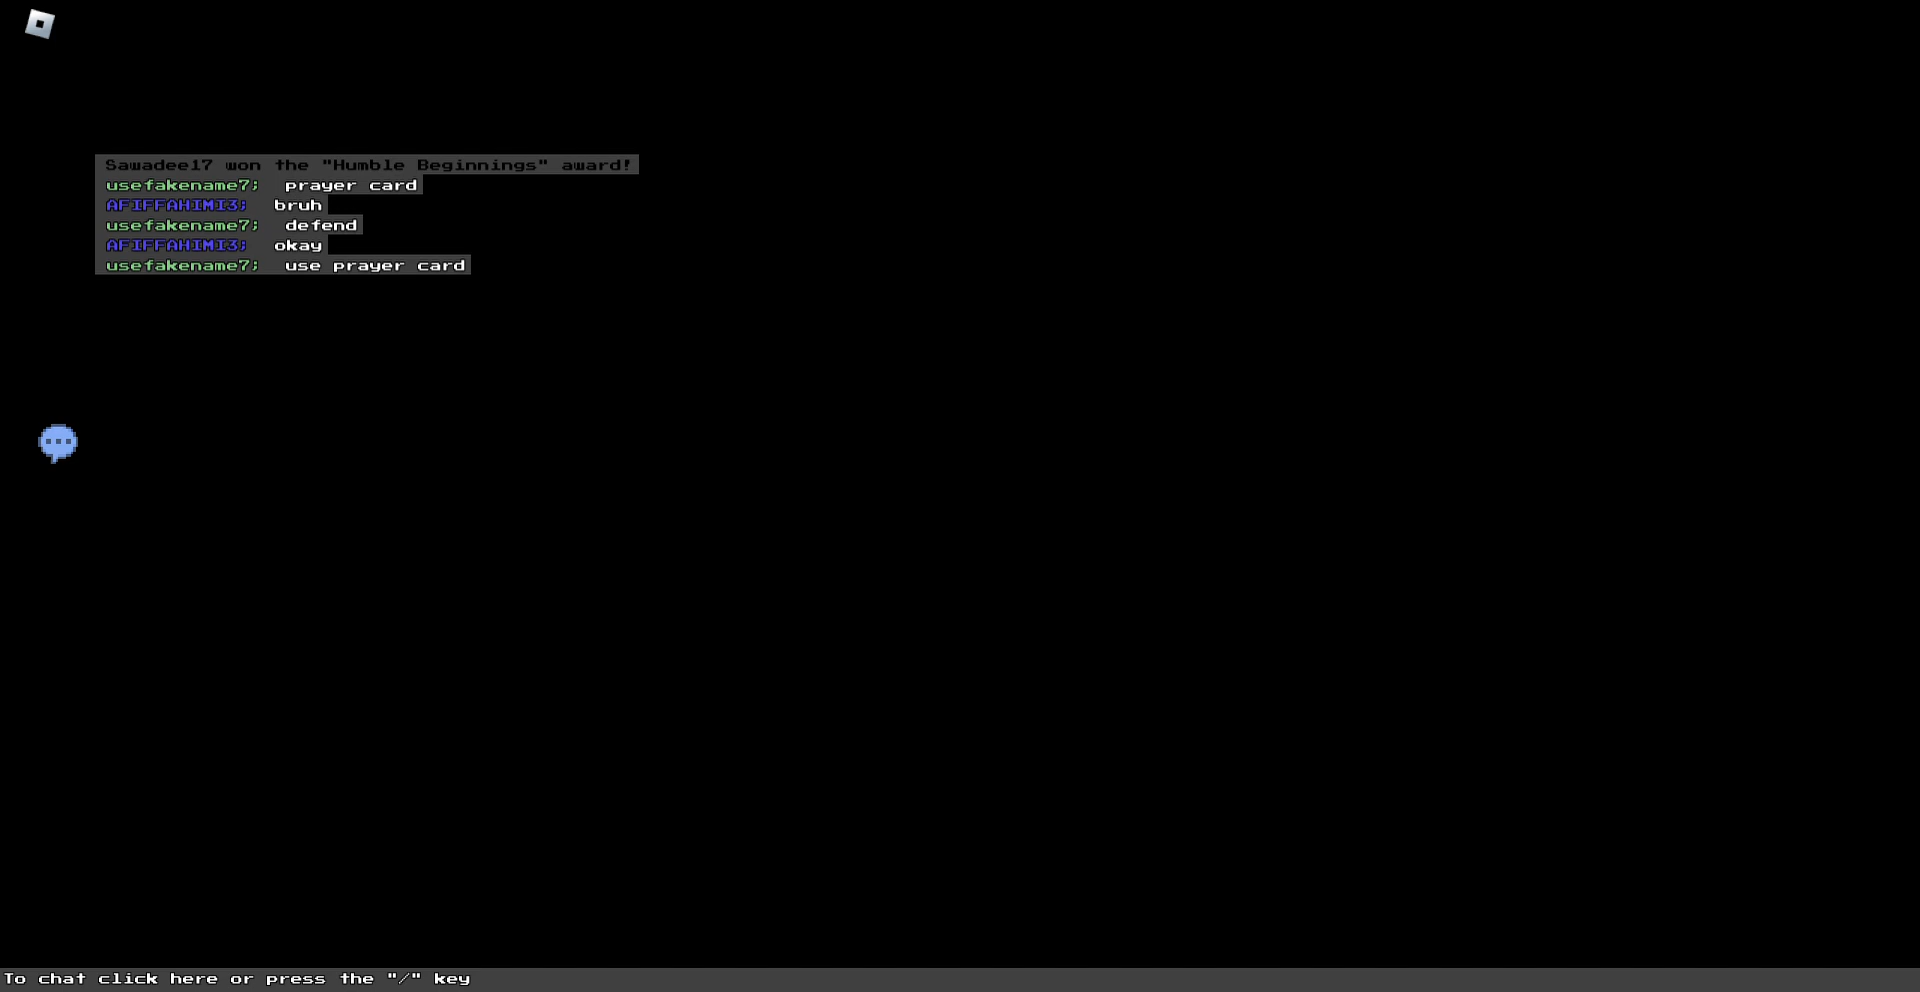 Sawadee17 won the "Humble Beginnings" award!
usefakename7; prayer card
AFIFFAHIMI3; bruh
usefakename7; defend
AFIFFAHIMI3; okay
usefakename7; use prayer card
To chat click here or press the "/" key